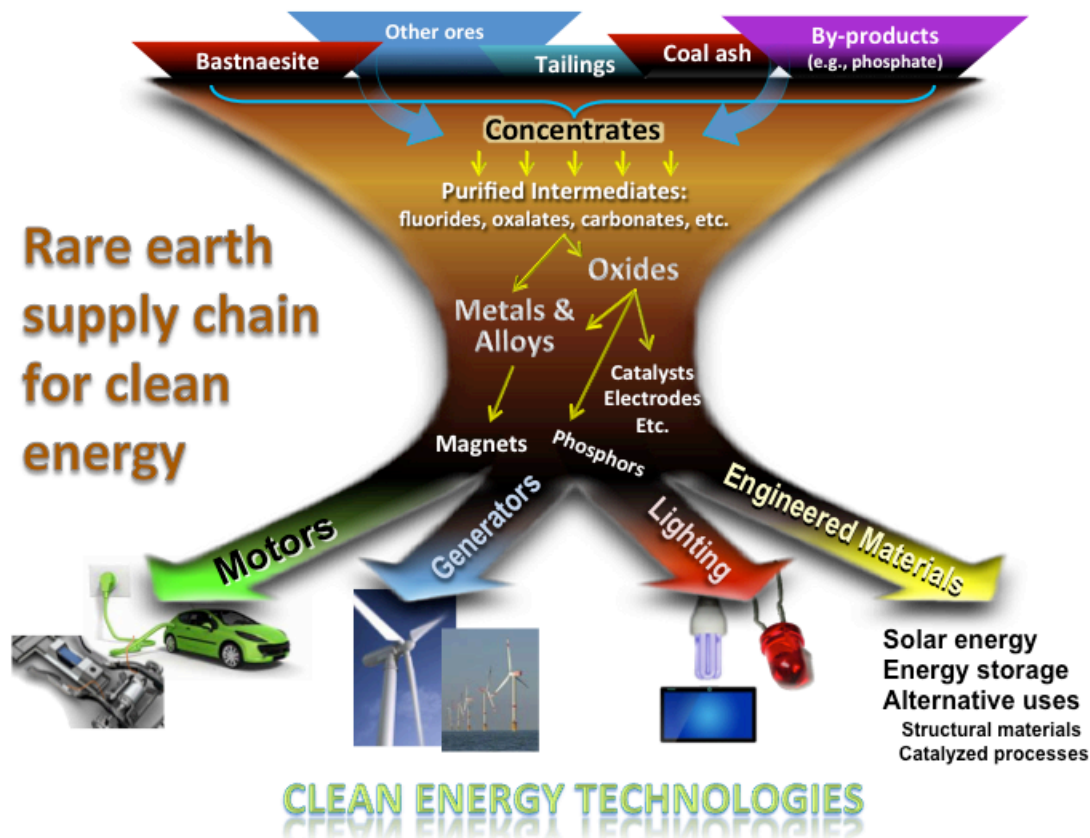 Other ores
By-products
(e.g., phosphate)
Bastnaesite
Tailings
Coal ash
Concentrates
Purified Intermediates:
fluorides, oxalates, carbonates, etc.
Rare earth
supply chain
for clean
energy
Oxides
Metals &
Alloys
Catalysts
Electrodes
Etc.
Magnets
Phosphors
Motors
Generators
Lighting
Engineered Materials
Solar energy
Energy storage
Alternative uses
Structural materials
Catalyzed processes
CLEAN ENERGY TECHNOLOGIES